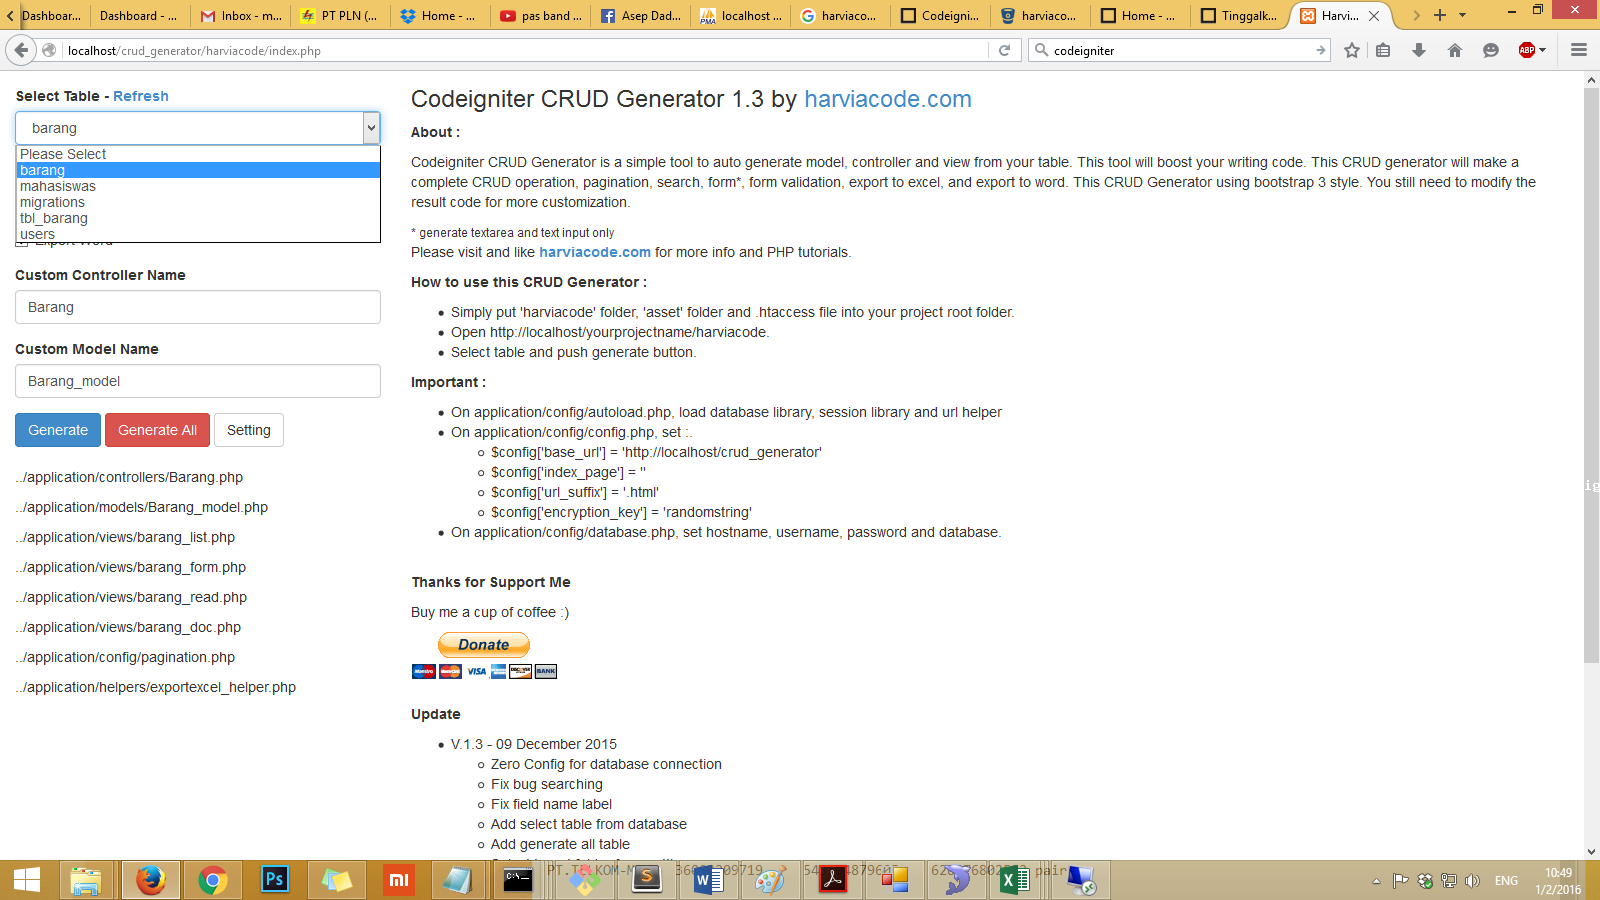 Dashboar...
Dashboard - ...
Inbox - m...
PT PLN (...
Home - ...
pas band ...
Asep Dad...
localhost ...
harviaco...
Codeigni...
harviaco...
Home - ...
Tinggalk...
Harvi...
localhost/crud_generator/harviacode/index.php
codeigniter
ABP
Select Table - Refresh
barang
Please Select
barang
mahasiswas
migrations
tbl_barang
users
Export Word
Custom Controller Name
Barang
Custom Model Name
Barang_model
Generate
Generate All
Setting
../application/controllers/Barang.php
../application/models/Barang_model.php
../application/views/barang_list.php
../application/views/barang_form.php
../application/views/barang_read.php
../application/views/barang_doc.php
../application/config/pagination.php
../application/helpers/exportexcel_helper.php
Codeigniter CRUD Generator 1.3 by harviacode.com
About :
Codeigniter CRUD Generator is a simple tool to auto generate model, controller and view from your table. This tool will boost your writing code. This CRUD generator will make a
complete CRUD operation, pagination, search, form*, form validation, export to excel, and export to word. This CRUD Generator using bootstrap 3 style. You still need to modify the
result code for more customization.
* generate textarea and text input only
Please visit and like harviacode.com for more info and PHP tutorials.
How to use this CRUD Generator :
Simply put 'harviacode' folder, 'asset' folder and .htaccess file into your project root folder.
Open http://localhost/yourprojectname/harviacode.
Select table and push generate button.
Important :
On application/config/autoload.php, load database library, session library and url helper
On application/config/config.php, set :.
$config['base_url'] = 'http://localhost/crud_generator'
$config['index_page'] = ''
$config['url_suffix'] = '.html'
$config['encryption_key'] = 'randomstring'
On application/config/database.php, set hostname, username, password and database.
Thanks for Support Me
Buy me a cup of coffee :)
Donate
VISA
BANK
Update
V.1.3 - 09 December 2015
Zero Config for database connection
Fix bug searching
Fix field name label
Add select table from database
Add generate all table
ig
Ps
mi
ENG
10:49
1/2/2016